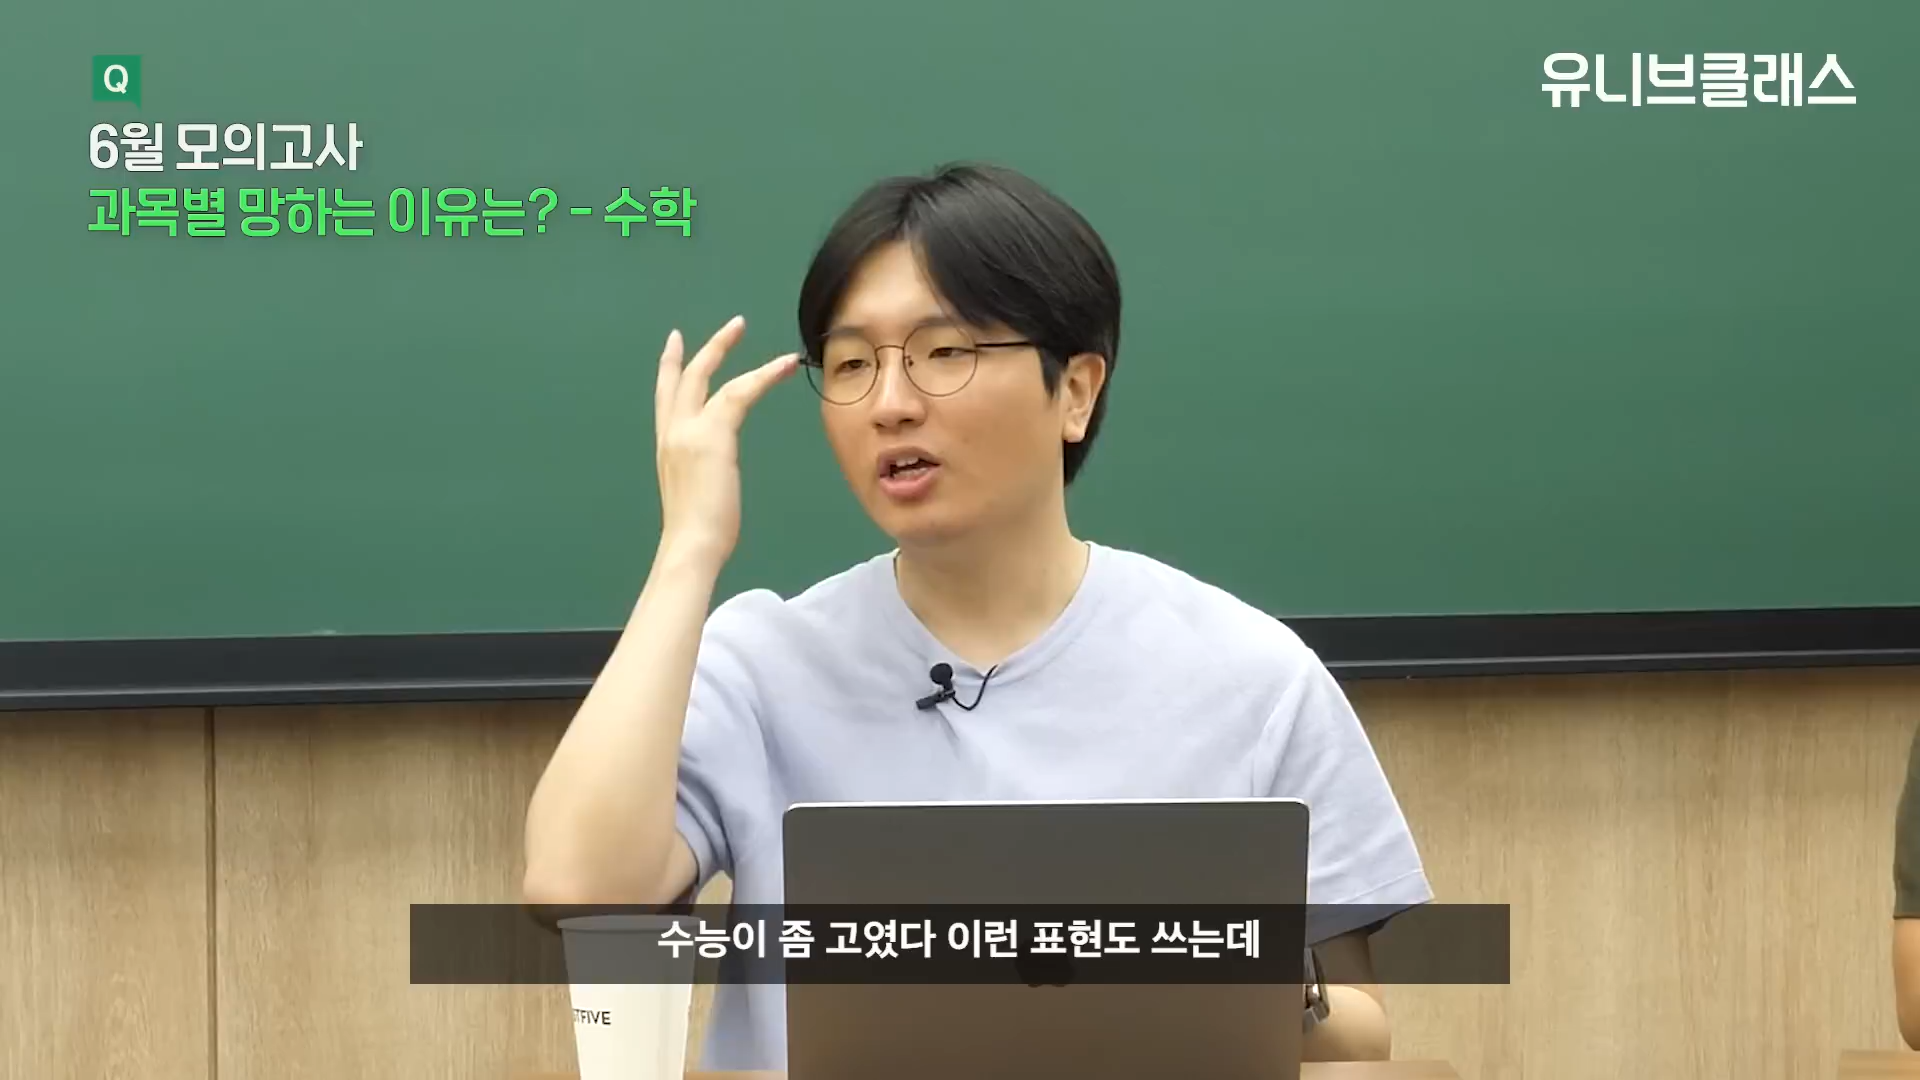 Q
유니브클래스
6월 모의고사
과목별 망하는 이유는? - 수학
수능이 좀 고였다 이런 표현도 쓰는데
STFIVE